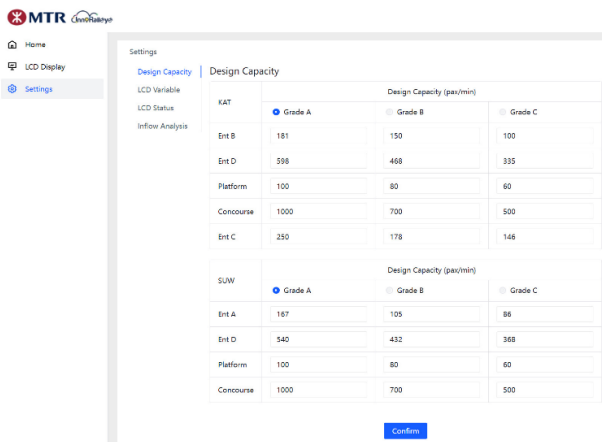 MTR
Home
LCD Display
Settings
Settings
Design Capacity
LCD Variable
LCD Status
Inflow Analysis
Design Capacity
KAT
Design Capacity (pax/min)
Grade A Grade B Grade C
Ent B 181 150 100
Ent D 598 468 335
Platform 100 80 60
Concourse 1000 700 500
Ent C 250 178 146
SUW
Design Capacity (pax/min)
Grade A Grade B Grade C
Ent A 167 105 86
Ent D 540 432 368
Platform 100 80 60
Concourse 1000 700 500
Confirm